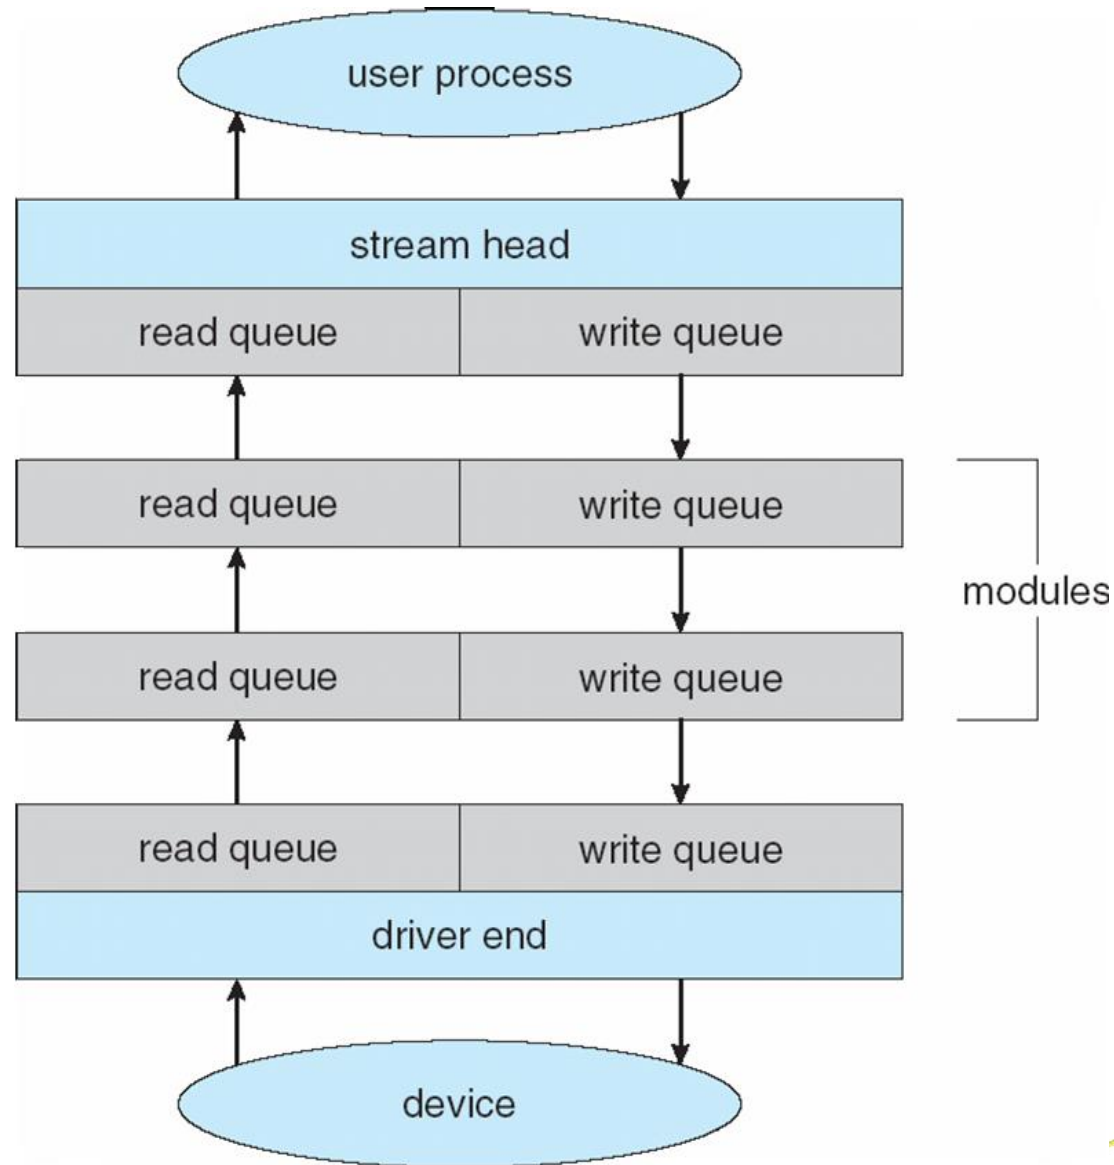 user process
stream head
read queue write queue
read queue write queue
modules
read queue write queue
read queue write queue
driver end
device